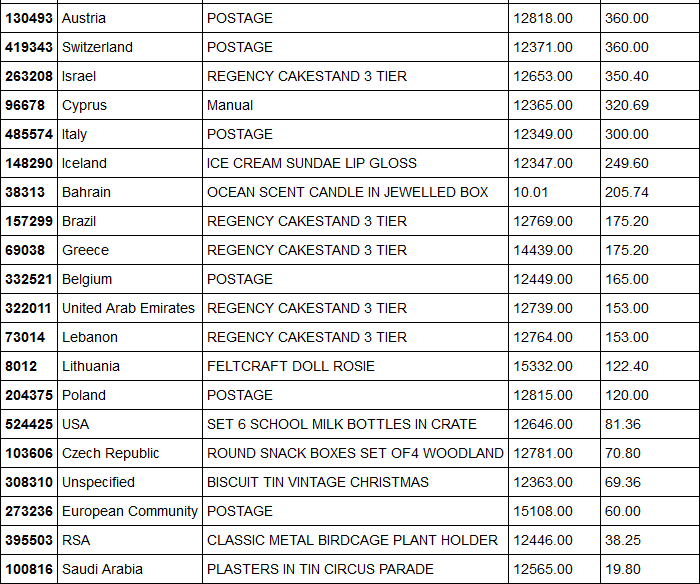 130493 Austria POSTAGE 12818.00 360.00
419343 Switzerland POSTAGE 12371.00 360.00
263208 Israel REGENCY CAKESTAND 3 TIER 12653.00 350.40
96678 Cyprus Manual 12365.00 320.69
485574 Italy POSTAGE 12349.00 300.00
148290 Iceland ICE CREAM SUNDAE LIP GLOSS 12347.00 249.60
38313 Bahrain OCEAN SCENT CANDLE IN JEWELLED BOX 10.01 205.74
157299 Brazil REGENCY CAKESTAND 3 TIER 12769.00 175.20
69038 Greece REGENCY CAKESTAND 3 TIER 14439.00 175.20
332521 Belgium POSTAGE 12449.00 165.00
322011 United Arab Emirates REGENCY CAKESTAND 3 TIER 12739.00 153.00
73014 Lebanon REGENCY CAKESTAND 3 TIER 12764.00 153.00
8012 Lithuania FELTCRAFT DOLL ROSIE 15332.00 122.40
204375 Poland POSTAGE 12815.00 120.00
524425 USA SET 6 SCHOOL MILK BOTTLES IN CRATE 12646.00 81.36
103606 Czech Republic ROUND SNACK BOXES SET OF4 WOODLAND 12781.00 70.80
308310 Unspecified BISCUIT TIN VINTAGE CHRISTMAS 12363.00 69.36
273236 European Community POSTAGE 15108.00 60.00
395503 RSA CLASSIC METAL BIRDCAGE PLANT HOLDER 12446.00 38.25
100816 Saudi Arabia PLASTERS IN TIN CIRCUS PARADE 12565.00 19.80